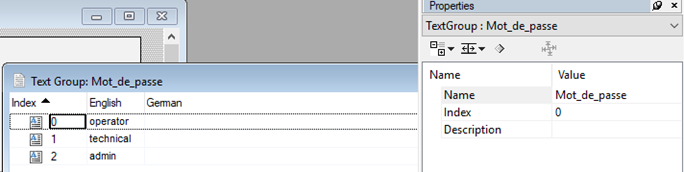 Properties
TextGroup : Mot_de_passe
Text Group: Mot_de_passe
Index English German
0 operator
1 technical
2 admin
Name Value
Name Mot_de_passe
Index 0
Description